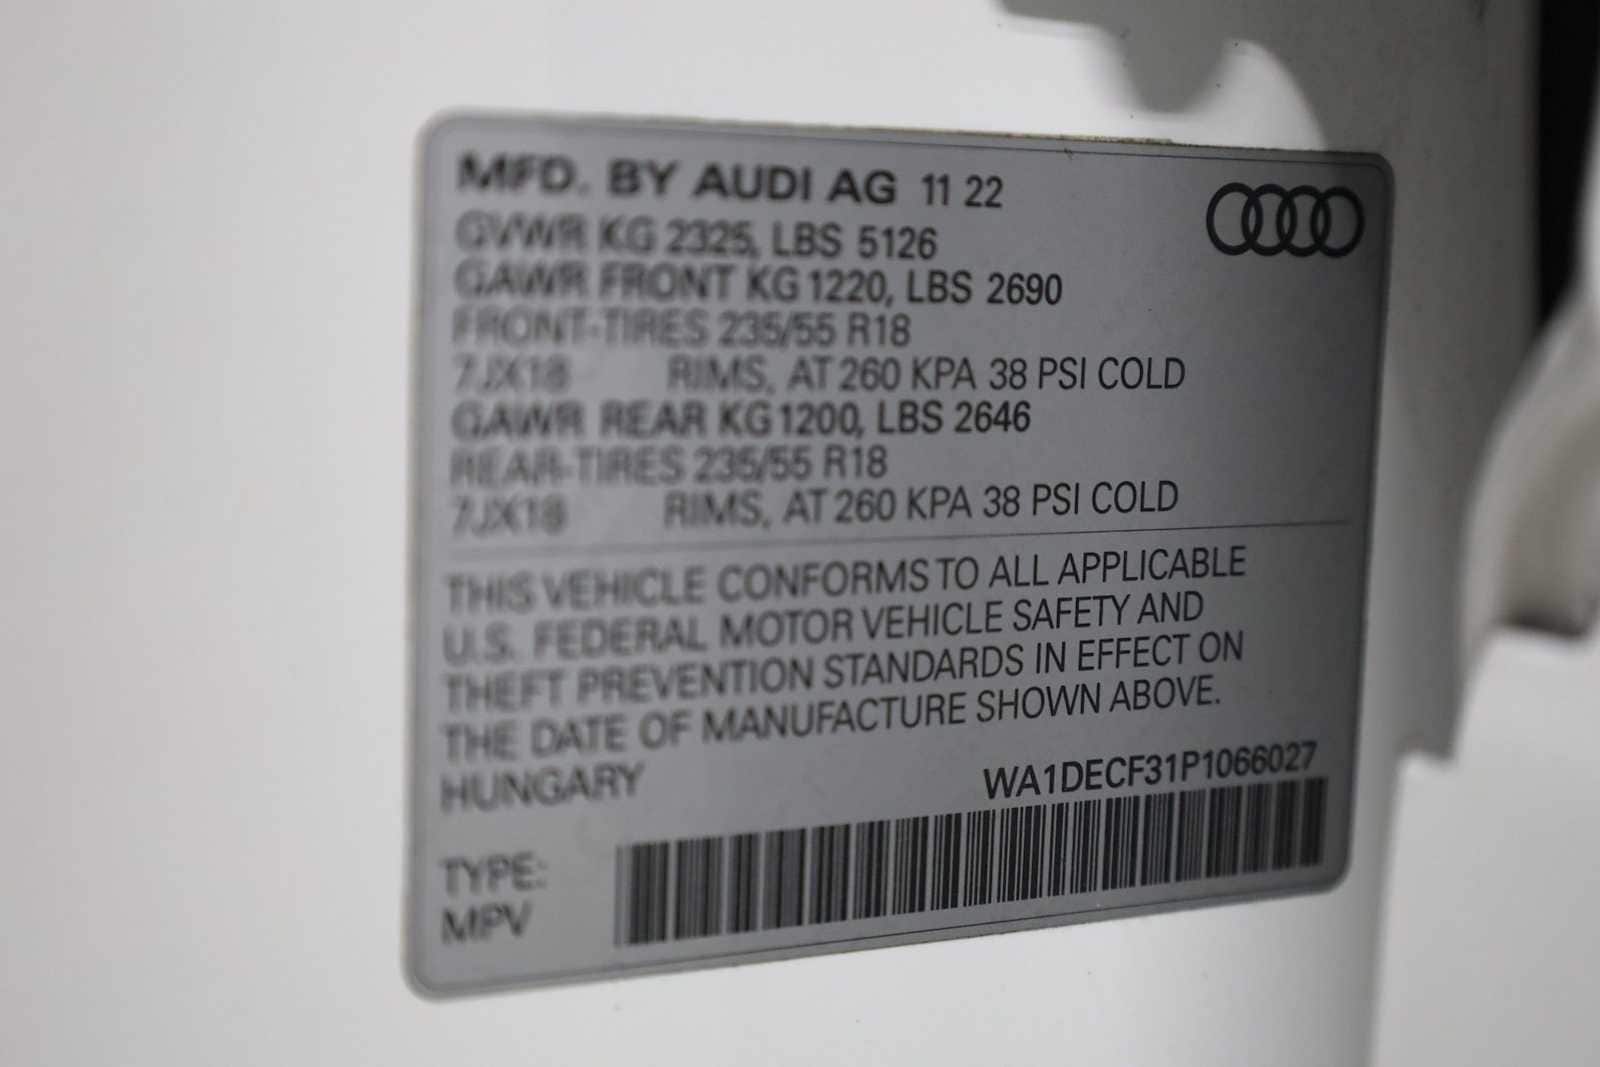 MFD. BY AUDI AG 11 22
GVWR KG 2325, LBS 5126
GAWR FRONT KG 1220, LBS 2690
FRONT-TIRES 235/55 R18
7JX18 RIMS, AT 260 KPA 38 PSI COLD
GAWR REAR KG 1200, LBS 2646
REAR-TIRES 235/55 R18
7JX18 RIMS, AT 260 KPA 38 PSI COLD
THIS VEHICLE CONFORMS TO ALL APPLICABLE
U.S. FEDERAL MOTOR VEHICLE SAFETY AND
THEFT PREVENTION STANDARDS IN EFFECT ON
THE DATE OF MANUFACTURE SHOWN ABOVE.
HUNGARY WA1DECF31P1066027
TYPE:
MPV